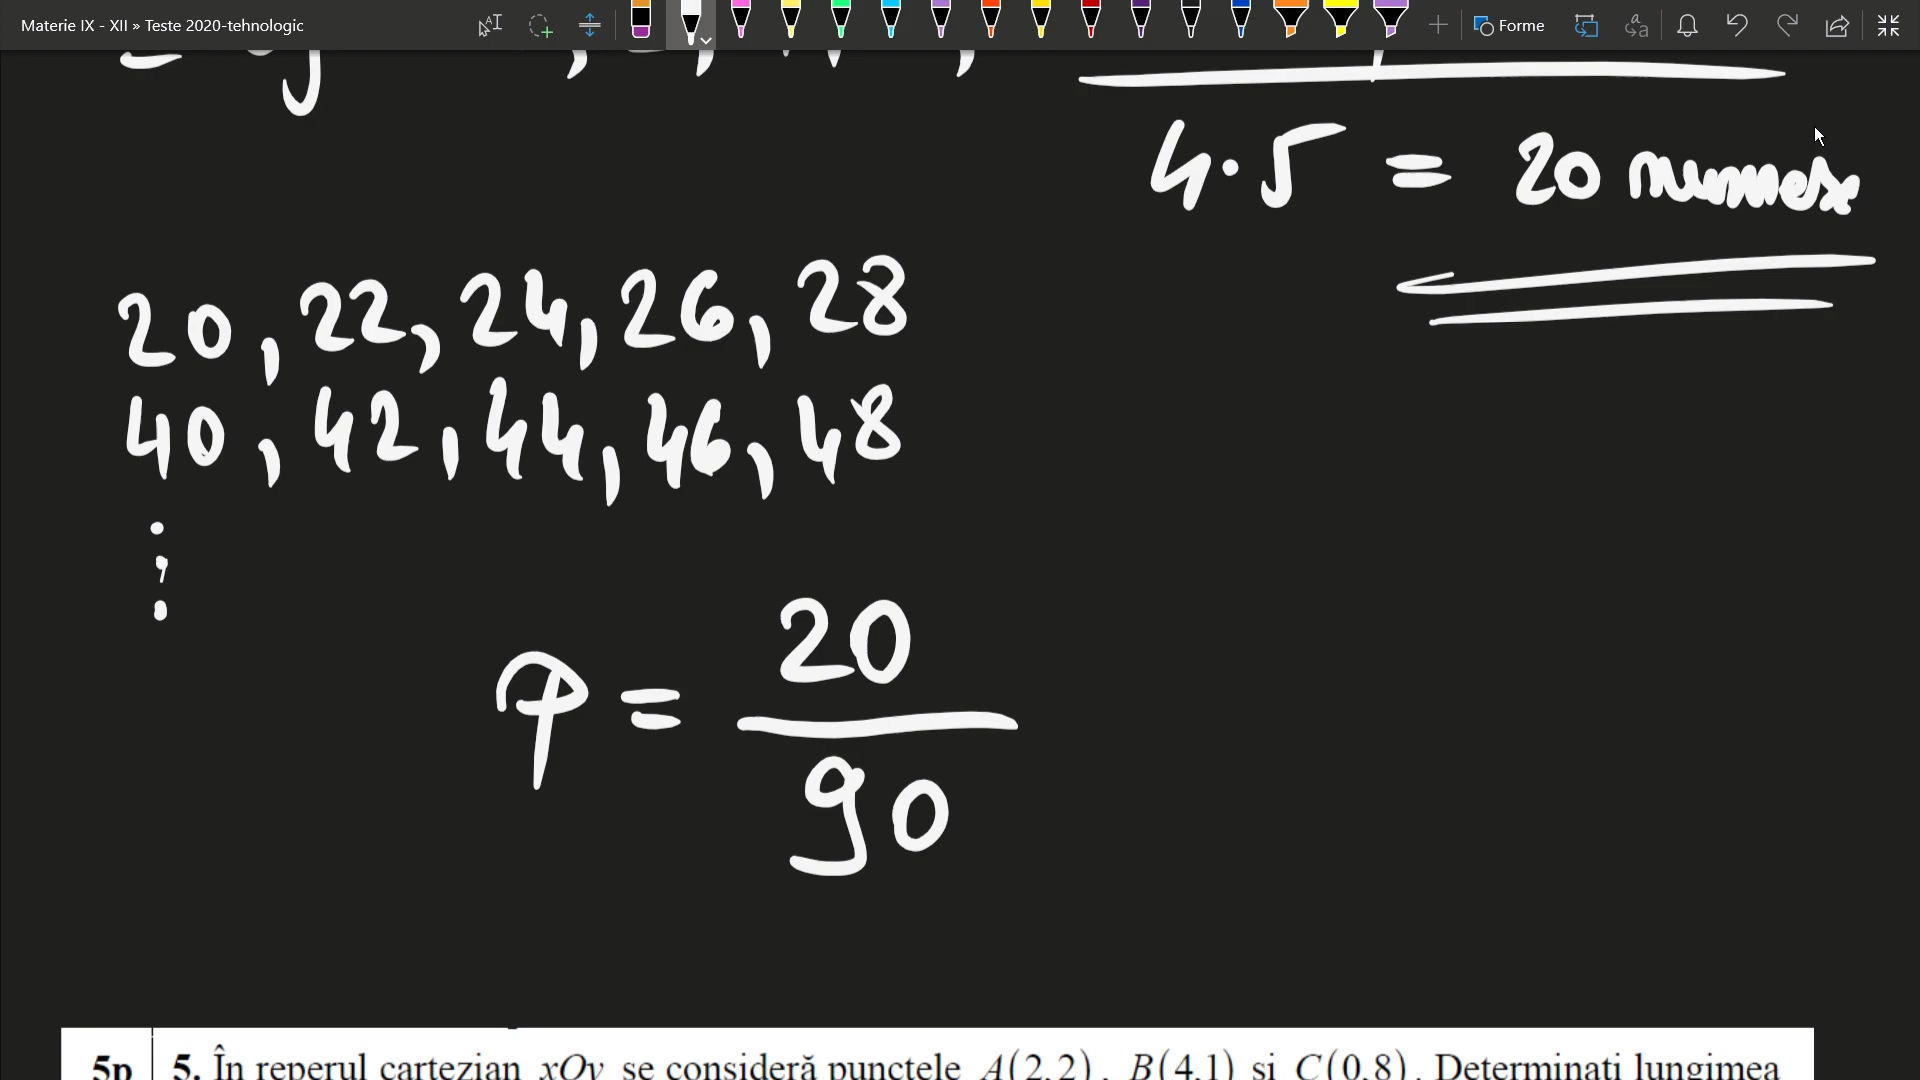 Materie IX - XII » Teste 2020-tehnologic
Forme
4·5 = 20 numere
20, 22, 24, 26, 28
40, 42, 44, 46, 48
P = 20
90
5p 5. În reperul cartezian xOy se consideră punctele A(2,2), B(4,1) și C(0,8). Determinați lungimea